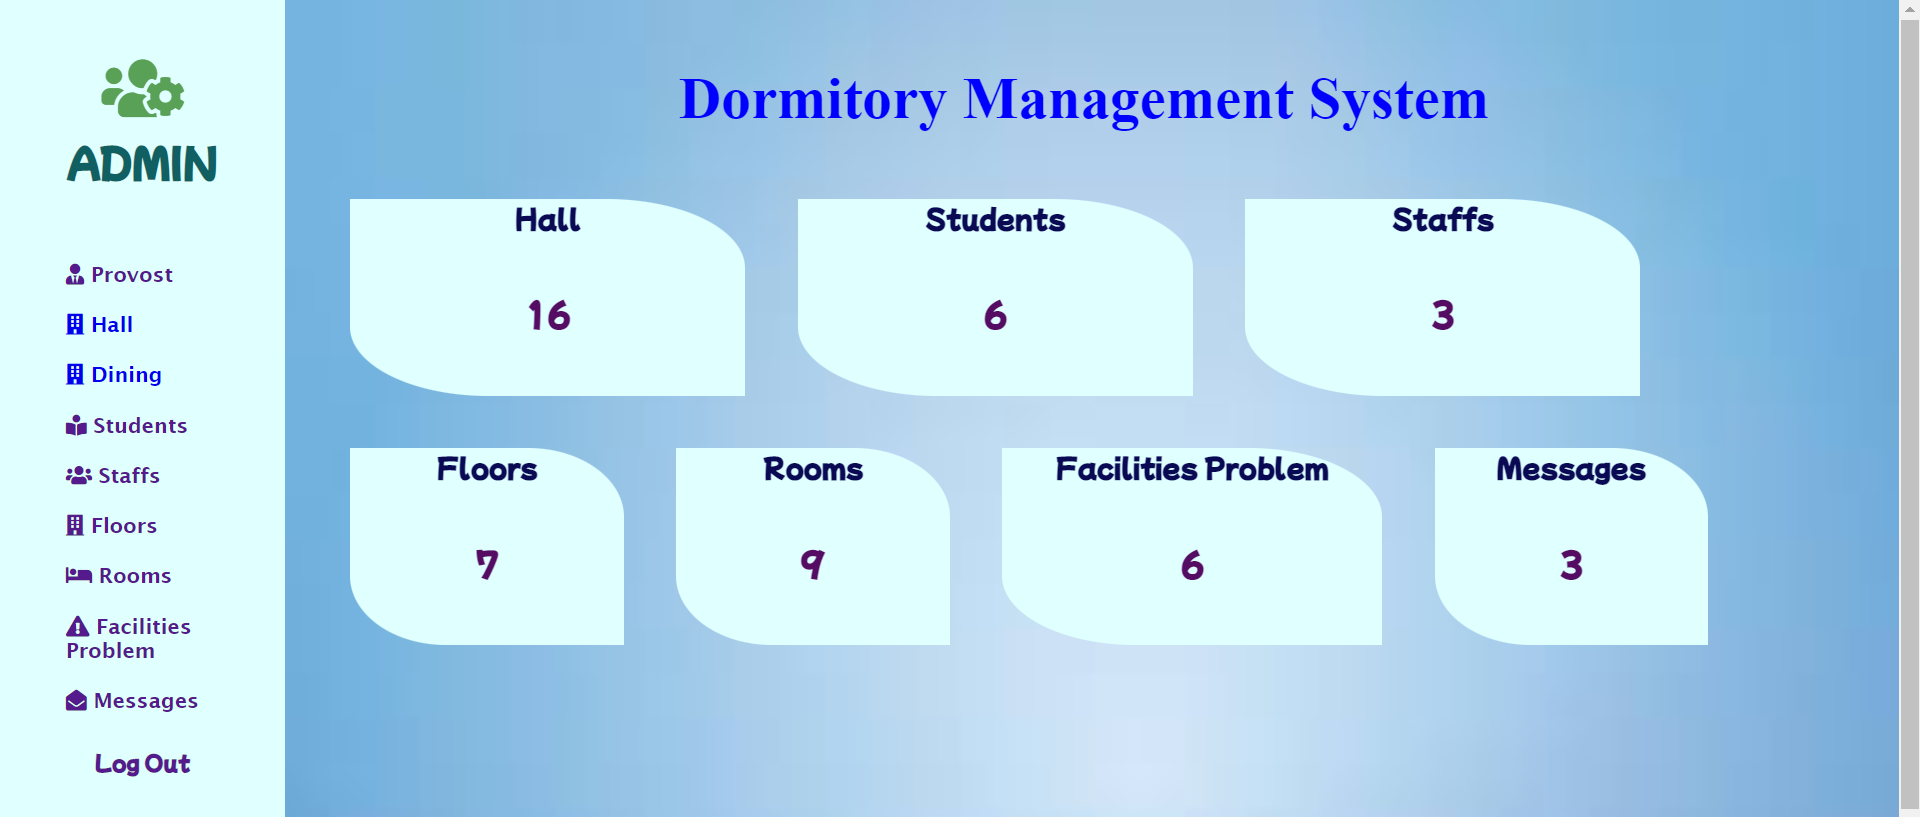 ADMIN
Provost
Hall
Dining
Students
Staffs
Floors
Rooms
Facilities
Problem
Messages
Log Out
Dormitory Management System
Hall
16
Students
6
Staffs
3
Floors
7
Rooms
9
Facilities Problem
6
Messages
3